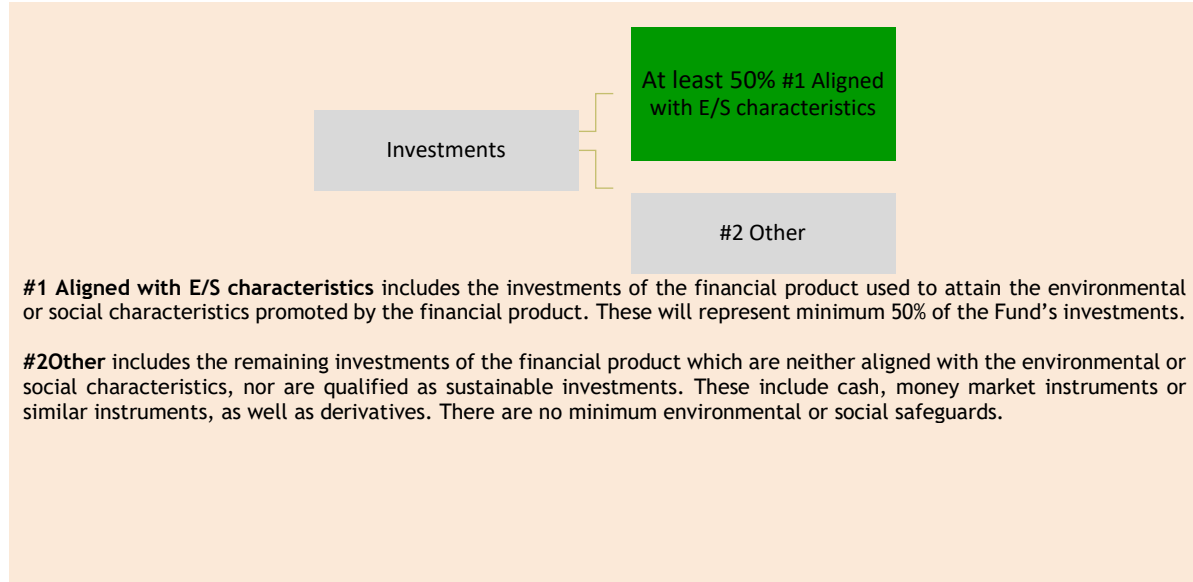 At least 50% #1 Aligned
with E/S characteristics
Investments
#2 Other
#1 Aligned with E/S characteristics includes the investments of the financial product used to attain the environmental
or social characteristics promoted by the financial product. These will represent minimum 50% of the Fund’s investments.
#2Other includes the remaining investments of the financial product which are neither aligned with the environmental or
social characteristics, nor are qualified as sustainable investments. These include cash, money market instruments or
similar instruments, as well as derivatives. There are no minimum environmental or social safeguards.